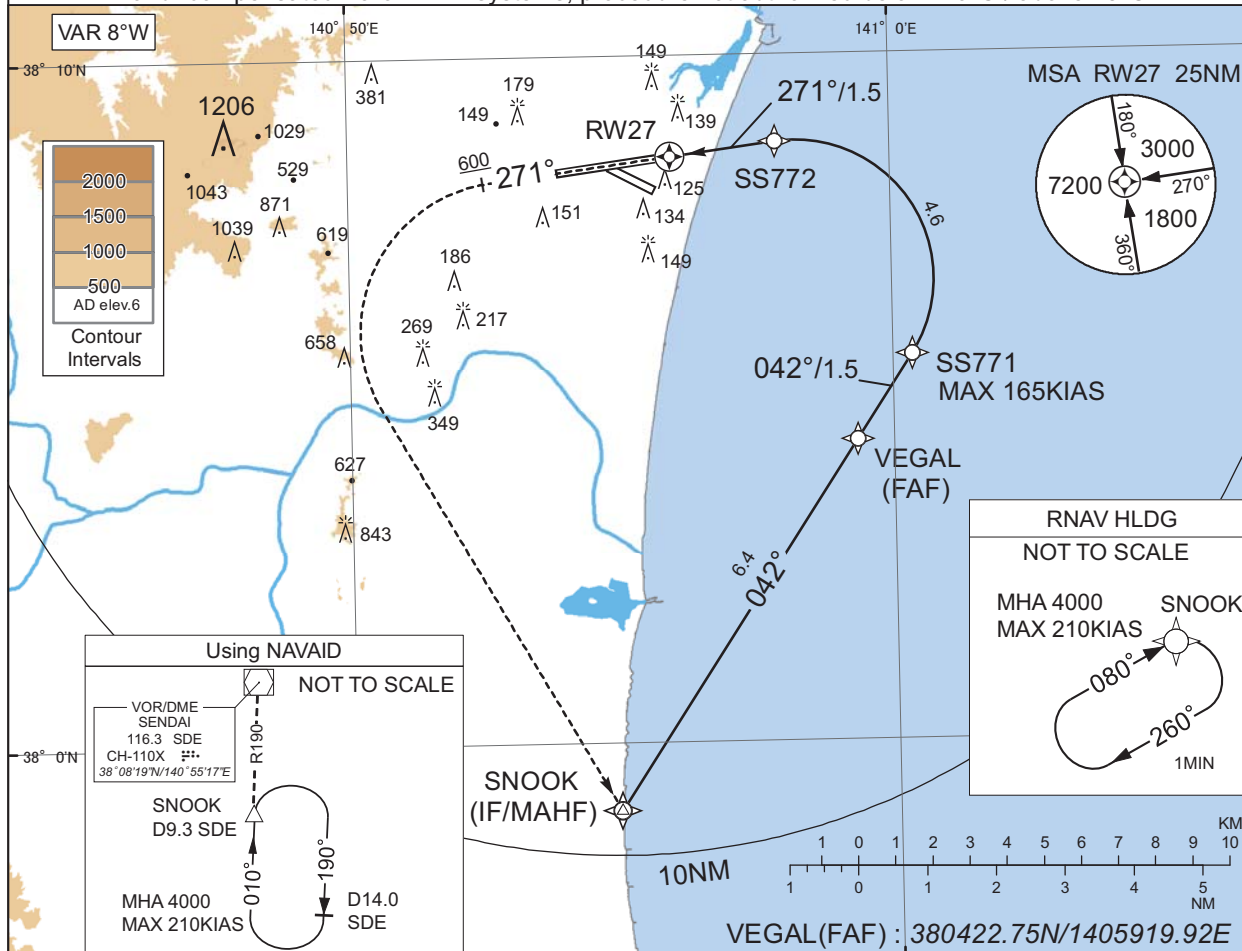 VAR 8°W
140° 50'E
141° 0'E
38° 10'N
38° 0'N
1206
1029
1043
529
871
1039
619
658
627
843
381
149
179
149
139
125
134
149
151
186
217
269
349
2000
1500
1000
500
AD elev.6
Contour
Intervals
RW27
600
271°
271°/1.5
SS772
4.6
SS771
MAX 165KIAS
042°/1.5
VEGAL
(FAF)
6.4
042°
SNOOK
(IF/MAHF)
10NM
MSA RW27 25NM
180°
3000
7200
270°
1800
360°
RNAV HLDG
NOT TO SCALE
MHA 4000
MAX 210KIAS
SNOOK
080°
260°
1MIN
Using NAVAID
NOT TO SCALE
VOR/DME
SENDAI
116.3 SDE
CH-110X
38°08'19"N/140°55'17"E
R190
SNOOK
D9.3 SDE
010°
190°
MHA 4000
MAX 210KIAS
D14.0
SDE
KM
1 0 1 2 3 4 5 6 7 8 9 10
1 0 1 2 3 4 5
NM
VEGAL(FAF) : 380422.75N/1405919.92E